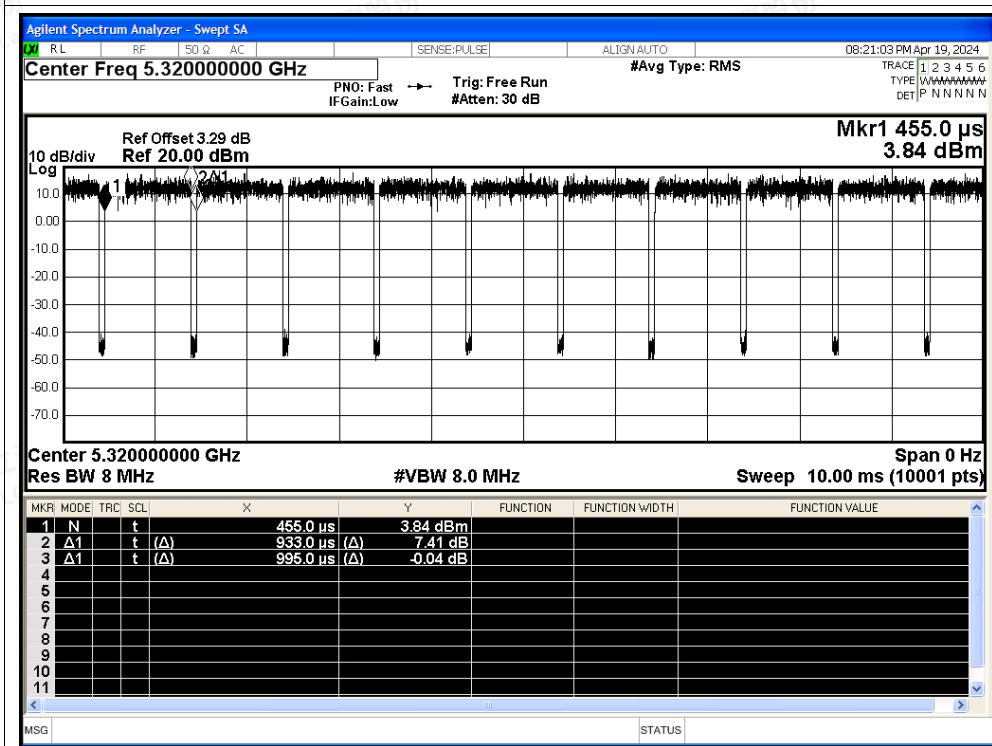 Agilent Spectrum Analyzer - Swept SA
LXI RL RF 50 Ω AC SENSE:PULSE ALIGN AUTO 08:21:03 PM Apr 19, 2024
Center Freq 5.320000000 GHz #Avg Type: RMS TRACE 1 2 3 4 5 6
PNO: Fast Trig: Free Run TYPE WWWWWW
IFGain:Low #Atten: 30 dB DET P N N N N N
Ref Offset 3.29 dB Mkr1 455.0 µs
10 dB/div Ref 20.00 dBm 3.84 dBm
Log
1 2Δ1
10.0
0.00
-10.0
-20.0
-30.0
-40.0
-50.0
-60.0
-70.0
Center 5.320000000 GHz Span 0 Hz
Res BW 8 MHz #VBW 8.0 MHz Sweep 10.00 ms (10001 pts)
MKR MODE TRC SCL X Y FUNCTION FUNCTION WIDTH FUNCTION VALUE
1 N t 455.0 µs 3.84 dBm
2 Δ1 t (Δ) 933.0 µs (Δ) 7.41 dB
3 Δ1 t (Δ) 995.0 µs (Δ) -0.04 dB
4
5
6
7
8
9
10
11
MSG STATUS